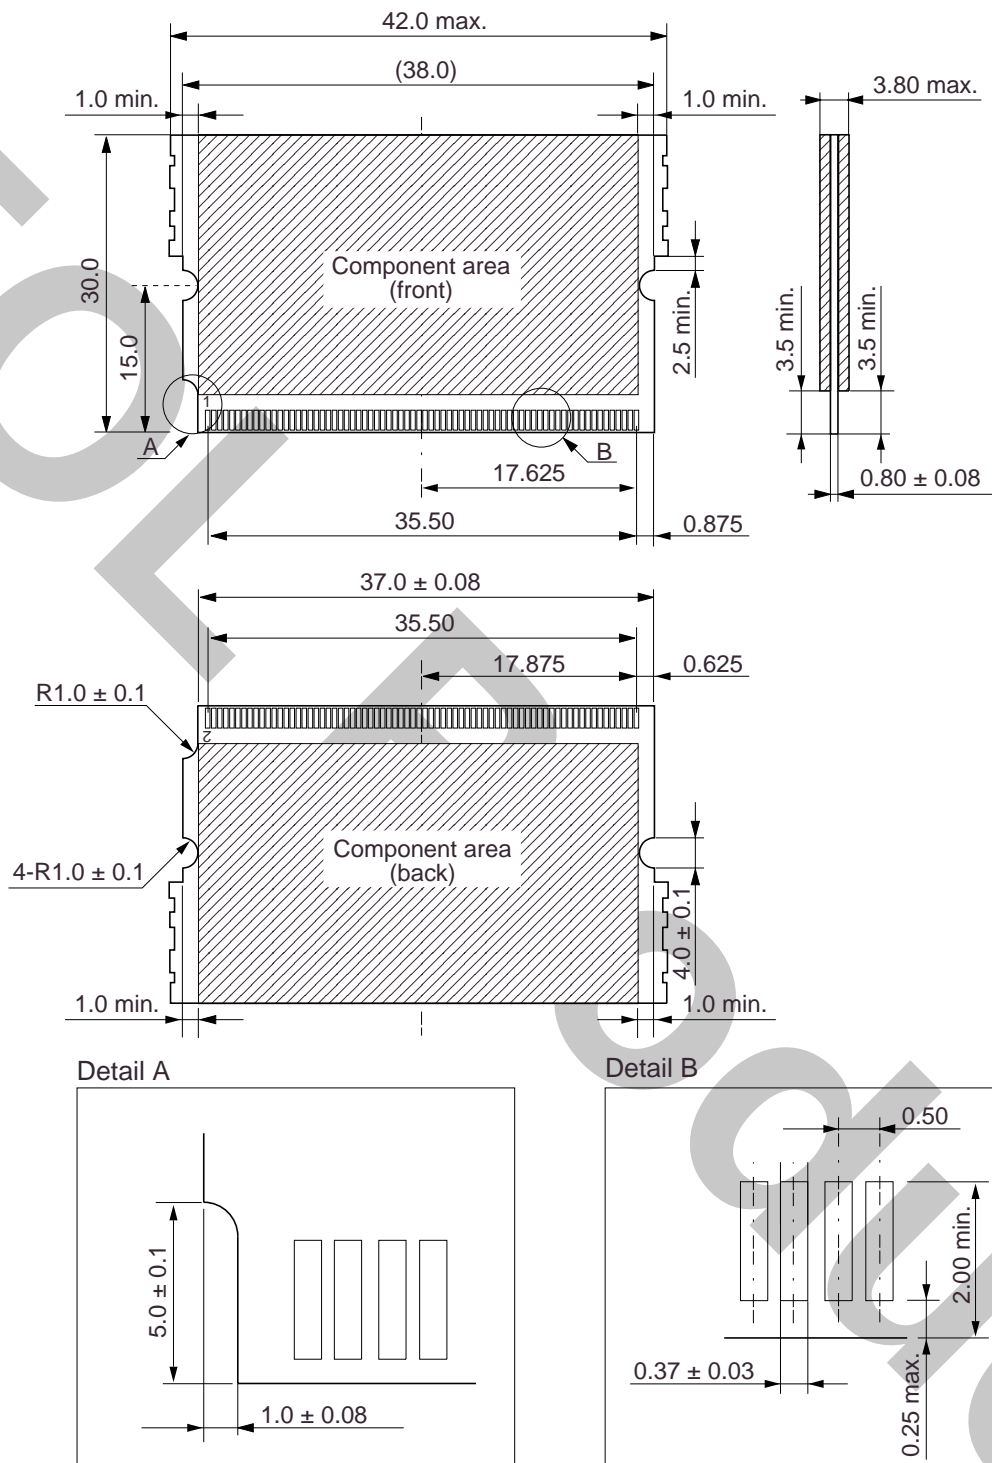 42.0 max.
(38.0)
1.0 min.
1.0 min.
3.80 max.
Component area
(front)
30.0
15.0
2.5 min.
3.5 min.
3.5 min.
1
A
B
17.625
0.80 ± 0.08
35.50
0.875
37.0 ± 0.08
35.50
17.875
0.625
R1.0 ± 0.1
2
Component area
(back)
4-R1.0 ± 0.1
4.0 ± 0.1
1.0 min.
1.0 min.
Detail A
Detail B
5.0 ± 0.1
1.0 ± 0.08
0.50
2.00 min.
0.37 ± 0.03
0.25 max.
OL Produc